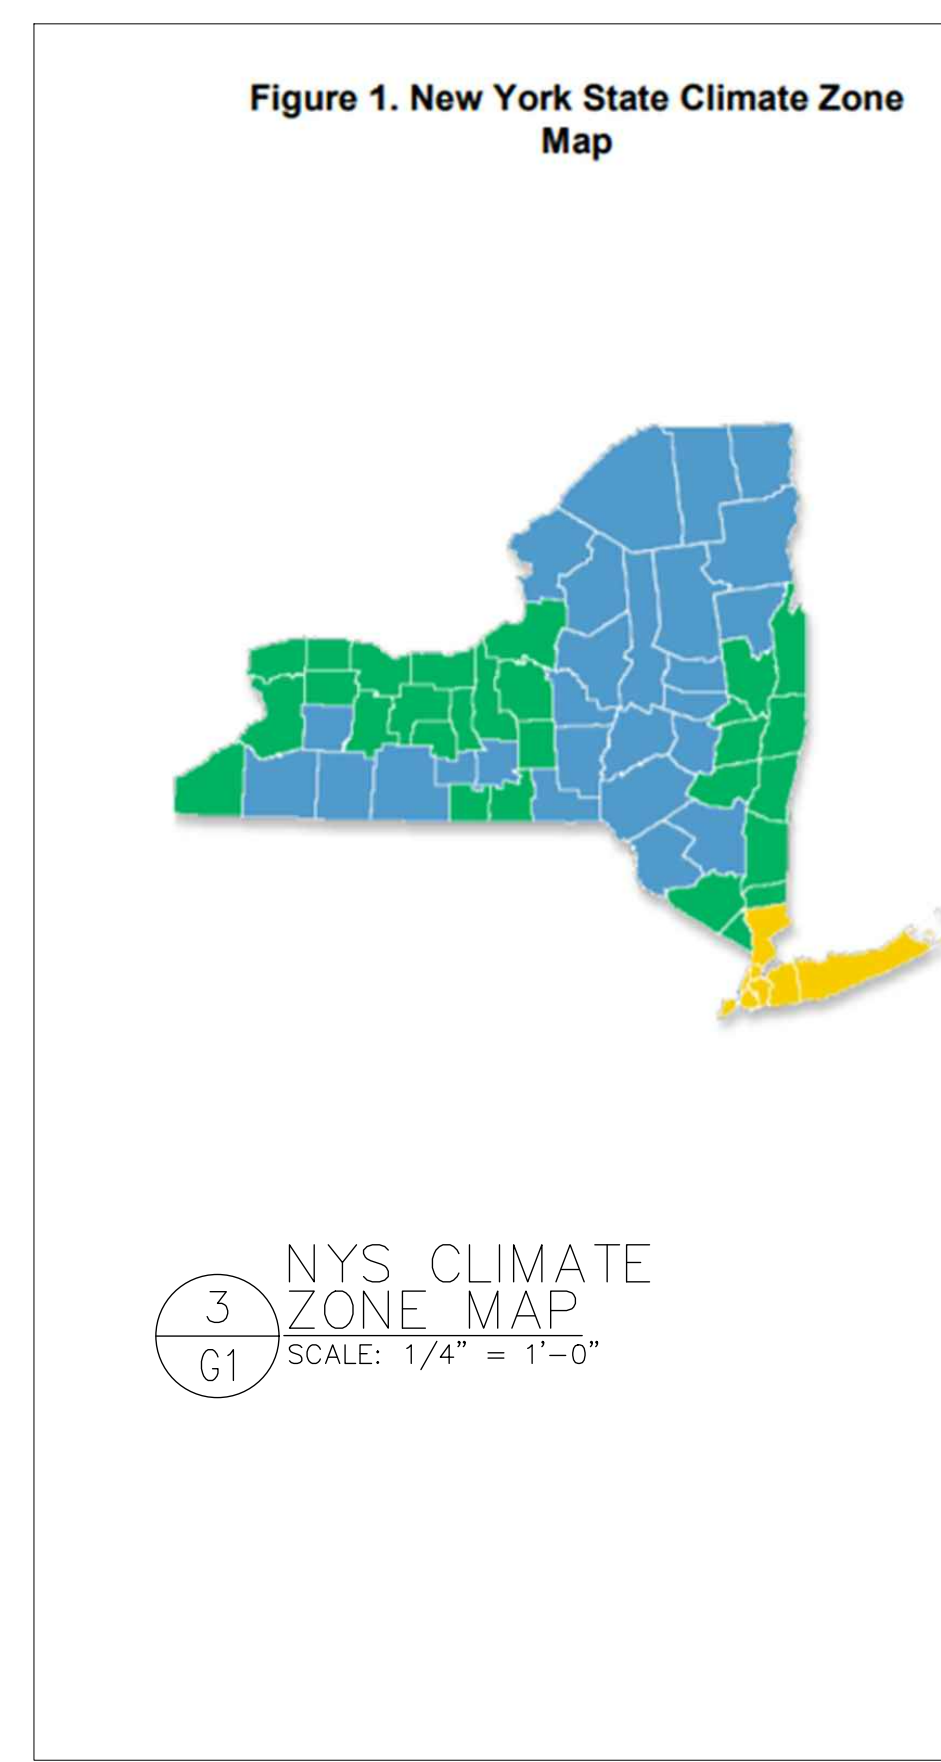 Figure 1. New York State Climate Zone
Map
NYS CLIMATE
ZONE MAP
3
G1
SCALE: 1/4" = 1'-0"